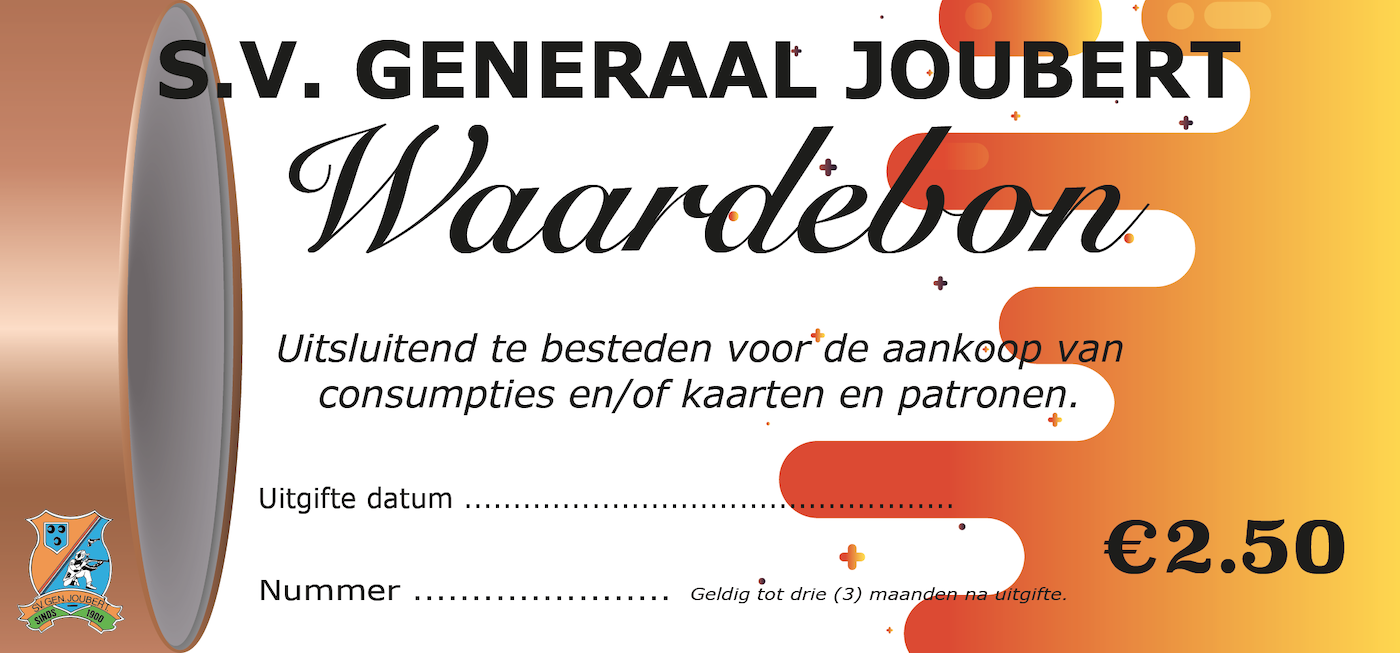 S.V. GENERAAL JOUBERT
Waardebon
Uitsluitend te besteden voor de aankoop van
consumpties en/of kaarten en patronen.
Uitgifte datum ..................................................
Nummer ...................... Geldig tot drie (3) maanden na uitgifte.
€2.50
SV. GEN. JOUBERT
SINDS 1900